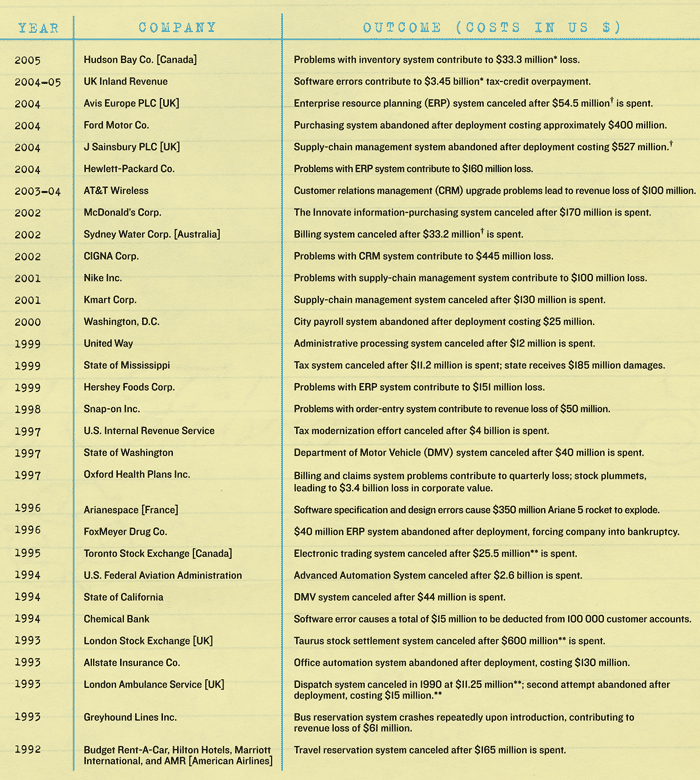 YEAR COMPANY OUTCOME (COSTS IN US $)
2005 Hudson Bay Co. [Canada] Problems with inventory system contribute to $33.3 million* loss.
2004–05 UK Inland Revenue Software errors contribute to $3.45 billion* tax-credit overpayment.
2004 Avis Europe PLC [UK] Enterprise resource planning (ERP) system canceled after $54.5 million† is spent.
2004 Ford Motor Co. Purchasing system abandoned after deployment costing approximately $400 million.
2004 J Sainsbury PLC [UK] Supply-chain management system abandoned after deployment costing $527 million.†
2004 Hewlett-Packard Co. Problems with ERP system contribute to $160 million loss.
2003–04 AT&T Wireless Customer relations management (CRM) upgrade problems lead to revenue loss of $100 million.
2002 McDonald's Corp. The Innovate information-purchasing system canceled after $170 million is spent.
2002 Sydney Water Corp. [Australia] Billing system canceled after $33.2 million† is spent.
2002 CIGNA Corp. Problems with CRM system contribute to $445 million loss.
2001 Nike Inc. Problems with supply-chain management system contribute to $100 million loss.
2001 Kmart Corp. Supply-chain management system canceled after $130 million is spent.
2000 Washington, D.C. City payroll system abandoned after deployment costing $25 million.
1999 United Way Administrative processing system canceled after $12 million is spent.
1999 State of Mississippi Tax system canceled after $11.2 million is spent; state receives $185 million damages.
1999 Hershey Foods Corp. Problems with ERP system contribute to $151 million loss.
1998 Snap-on Inc. Problems with order-entry system contribute to revenue loss of $50 million.
1997 U.S. Internal Revenue Service Tax modernization effort canceled after $4 billion is spent.
1997 State of Washington Department of Motor Vehicle (DMV) system canceled after $40 million is spent.
1997 Oxford Health Plans Inc. Billing and claims system problems contribute to quarterly loss; stock plummets,
leading to $3.4 billion loss in corporate value.
1996 Arianespace [France] Software specification and design errors cause $350 million Ariane 5 rocket to explode.
1996 FoxMeyer Drug Co. $40 million ERP system abandoned after deployment, forcing company into bankruptcy.
1995 Toronto Stock Exchange [Canada] Electronic trading system canceled after $25.5 million** is spent.
1994 U.S. Federal Aviation Administration Advanced Automation System canceled after $2.6 billion is spent.
1994 State of California DMV system canceled after $44 million is spent.
1994 Chemical Bank Software error causes a total of $15 million to be deducted from 100 000 customer accounts.
1993 London Stock Exchange [UK] Taurus stock settlement system canceled after $600 million** is spent.
1993 Allstate Insurance Co. Office automation system abandoned after deployment, costing $130 million.
1993 London Ambulance Service [UK] Dispatch system canceled in 1990 at $11.25 million**; second attempt abandoned after
deployment, costing $15 million.**
1993 Greyhound Lines Inc. Bus reservation system crashes repeatedly upon introduction, contributing to
revenue loss of $61 million.
1992 Budget Rent-A-Car, Hilton Hotels, Marriott Travel reservation system canceled after $165 million is spent.
International, and AMR [American Airlines]